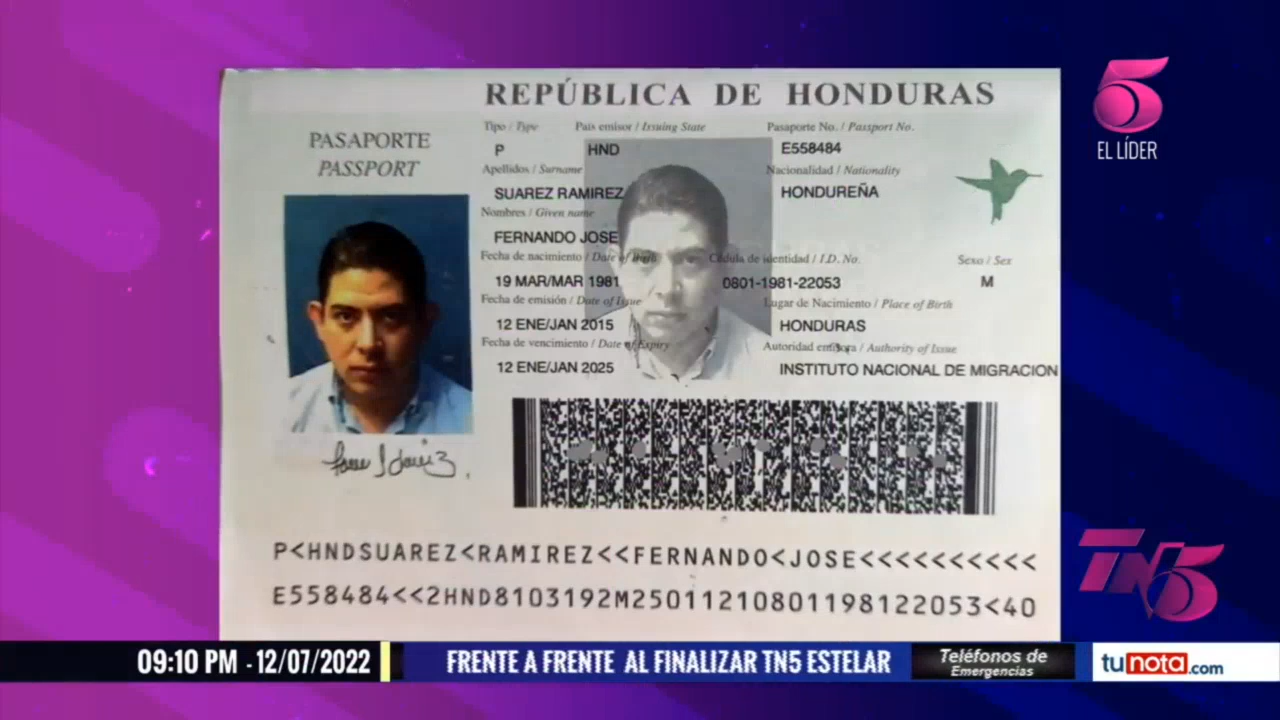 5
EL LÍDER
REPÚBLICA DE HONDURAS
PASAPORTE
PASSPORT
Tipo / Type
País emisor / Issuing State
Pasaporte No. / Passport No.
P
HND
E558484
Apellidos / Surname
Nacionalidad / Nationality
SUAREZ RAMIREZ
HONDUREÑA
Nombres / Given name
FERNANDO JOSE
Fecha de nacimiento / Date of Birth
Cédula de identidad / I.D. No.
Sexo / Sex
19 MAR/MAR 1981
0801-1981-22053
M
Fecha de emisión / Date of Issue
Lugar de Nacimiento / Place of Birth
12 ENE/JAN 2015
HONDURAS
Fecha de vencimiento / Date of Expiry
Autoridad emisora / Authority of Issue
12 ENE/JAN 2025
INSTITUTO NACIONAL DE MIGRACION
P<HNDSUAREZ<RAMIREZ<<FERNANDO<JOSE<<<<<<<<<<
E558484<<2HND8103192M25011210801198122053<40
TN5
09:10 PM - 12/07/2022
FRENTE A FRENTE AL FINALIZAR TN5 ESTELAR
Teléfonos de
Emergencias
tunota.com